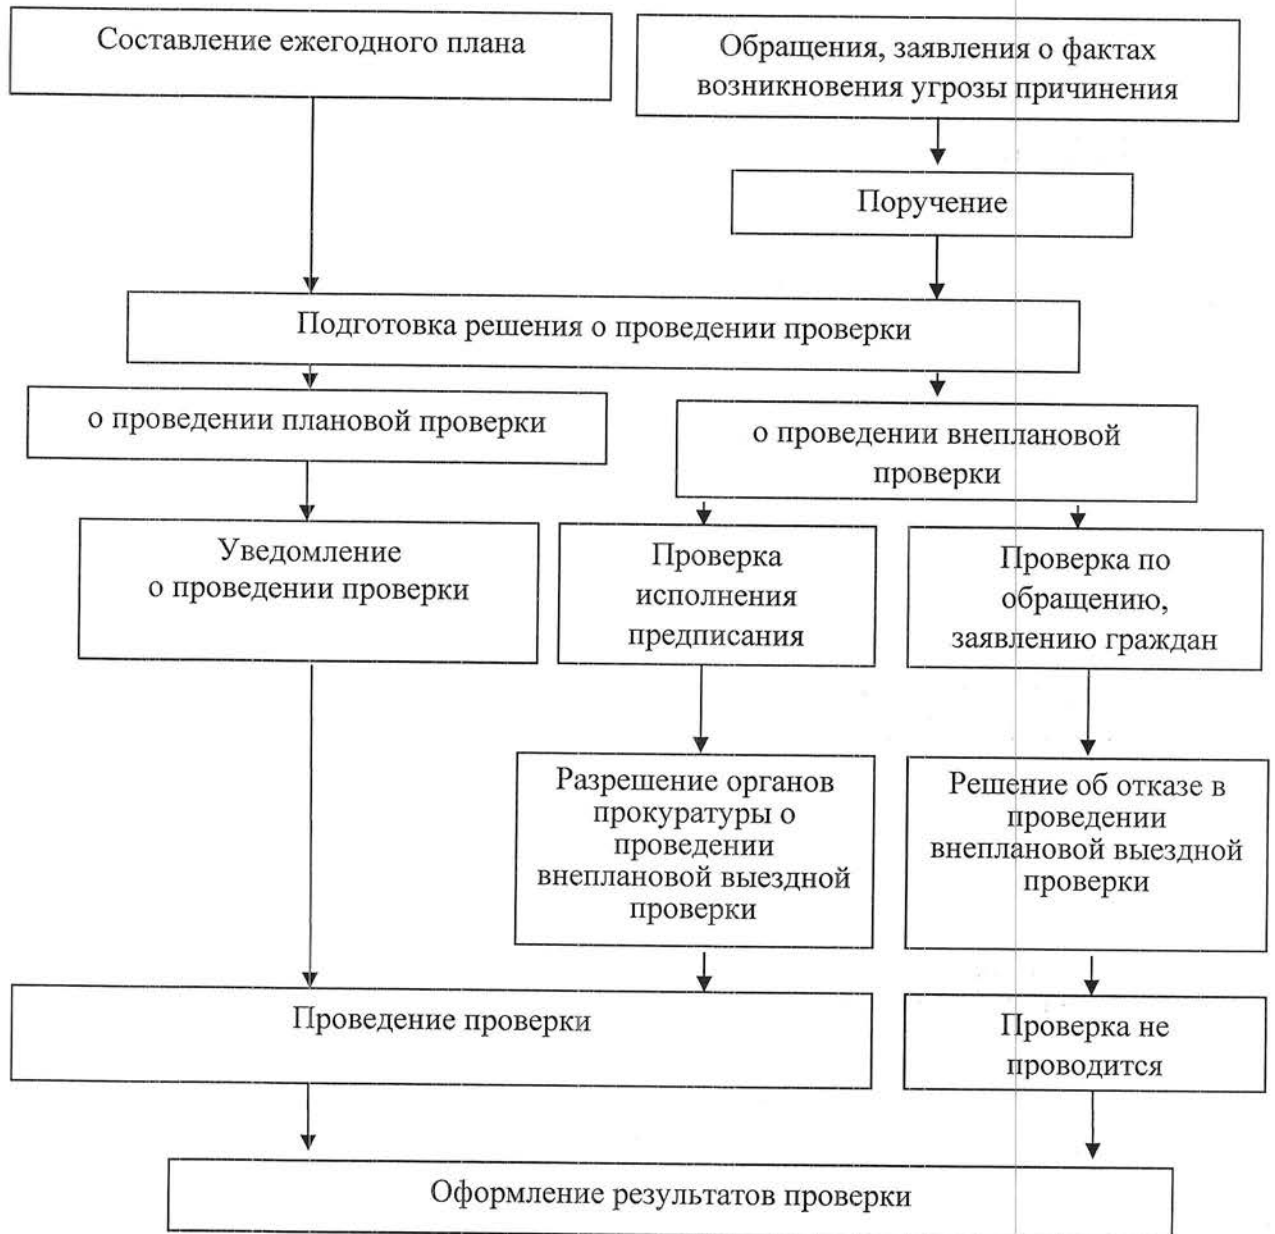 Составление ежегодного плана
Обращения, заявления о фактах
возникновения угрозы причинения
Поручение
Подготовка решения о проведении проверки
о проведении плановой проверки
о проведении внеплановой
проверки
Уведомление
о проведении проверки
Проверка
исполнения
предписания
Проверка по
обращению,
заявлению граждан
Разрешение органов
прокуратуры о
проведении
внеплановой выездной
проверки
Решение об отказе в
проведении
внеплановой выездной
проверки
Проведение проверки
Проверка не
проводится
Оформление результатов проверки